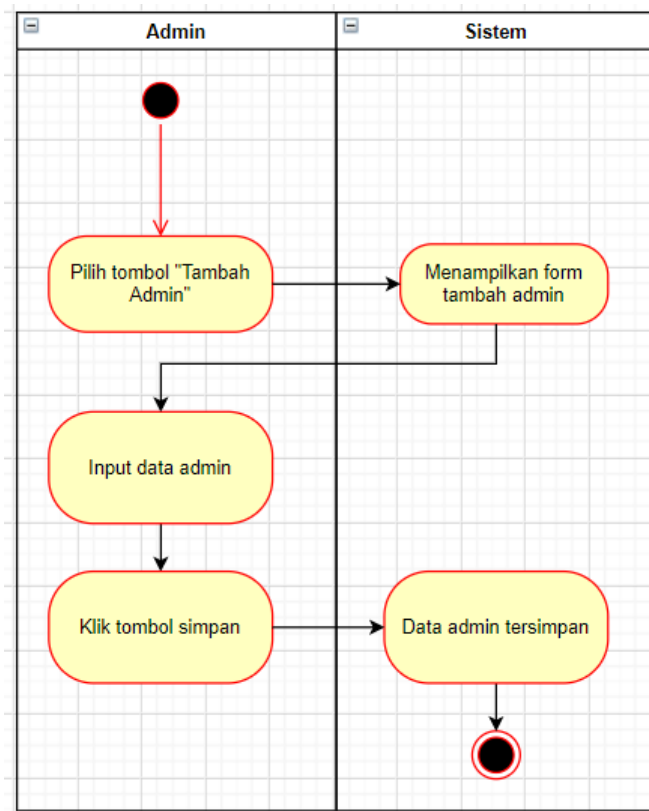 Admin
Sistem
Pilih tombol "Tambah
Admin"
Menampilkan form
tambah admin
Input data admin
Klik tombol simpan
Data admin tersimpan